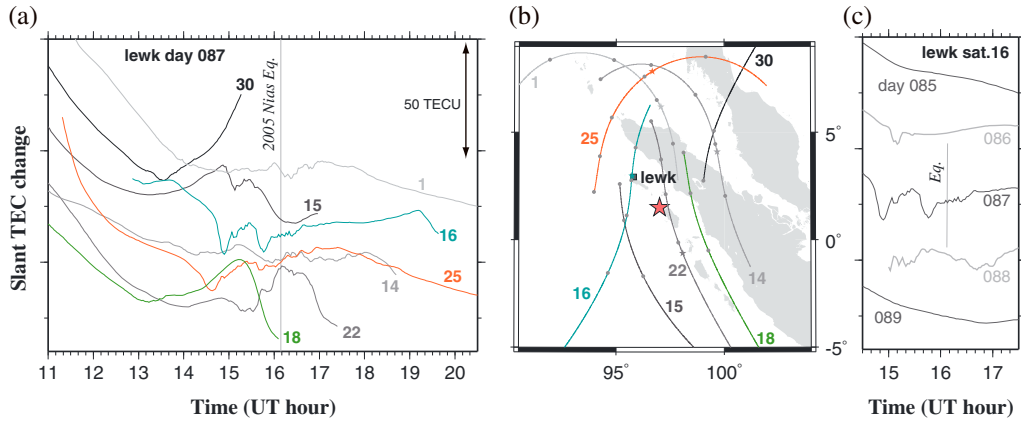 (a)
lewk day 087
2005 Nias Eq.
50 TECU
30
1
15
16
25
14
22
18
Slant TEC change
11 12 13 14 15 16 17 18 19 20
Time (UT hour)
(b)
1
30
25
lewk
16
22
14
15
18
5°
0°
-5°
95°
100°
(c)
lewk sat.16
day 085
086
Eq.
087
088
089
15 16 17
Time (UT hour)